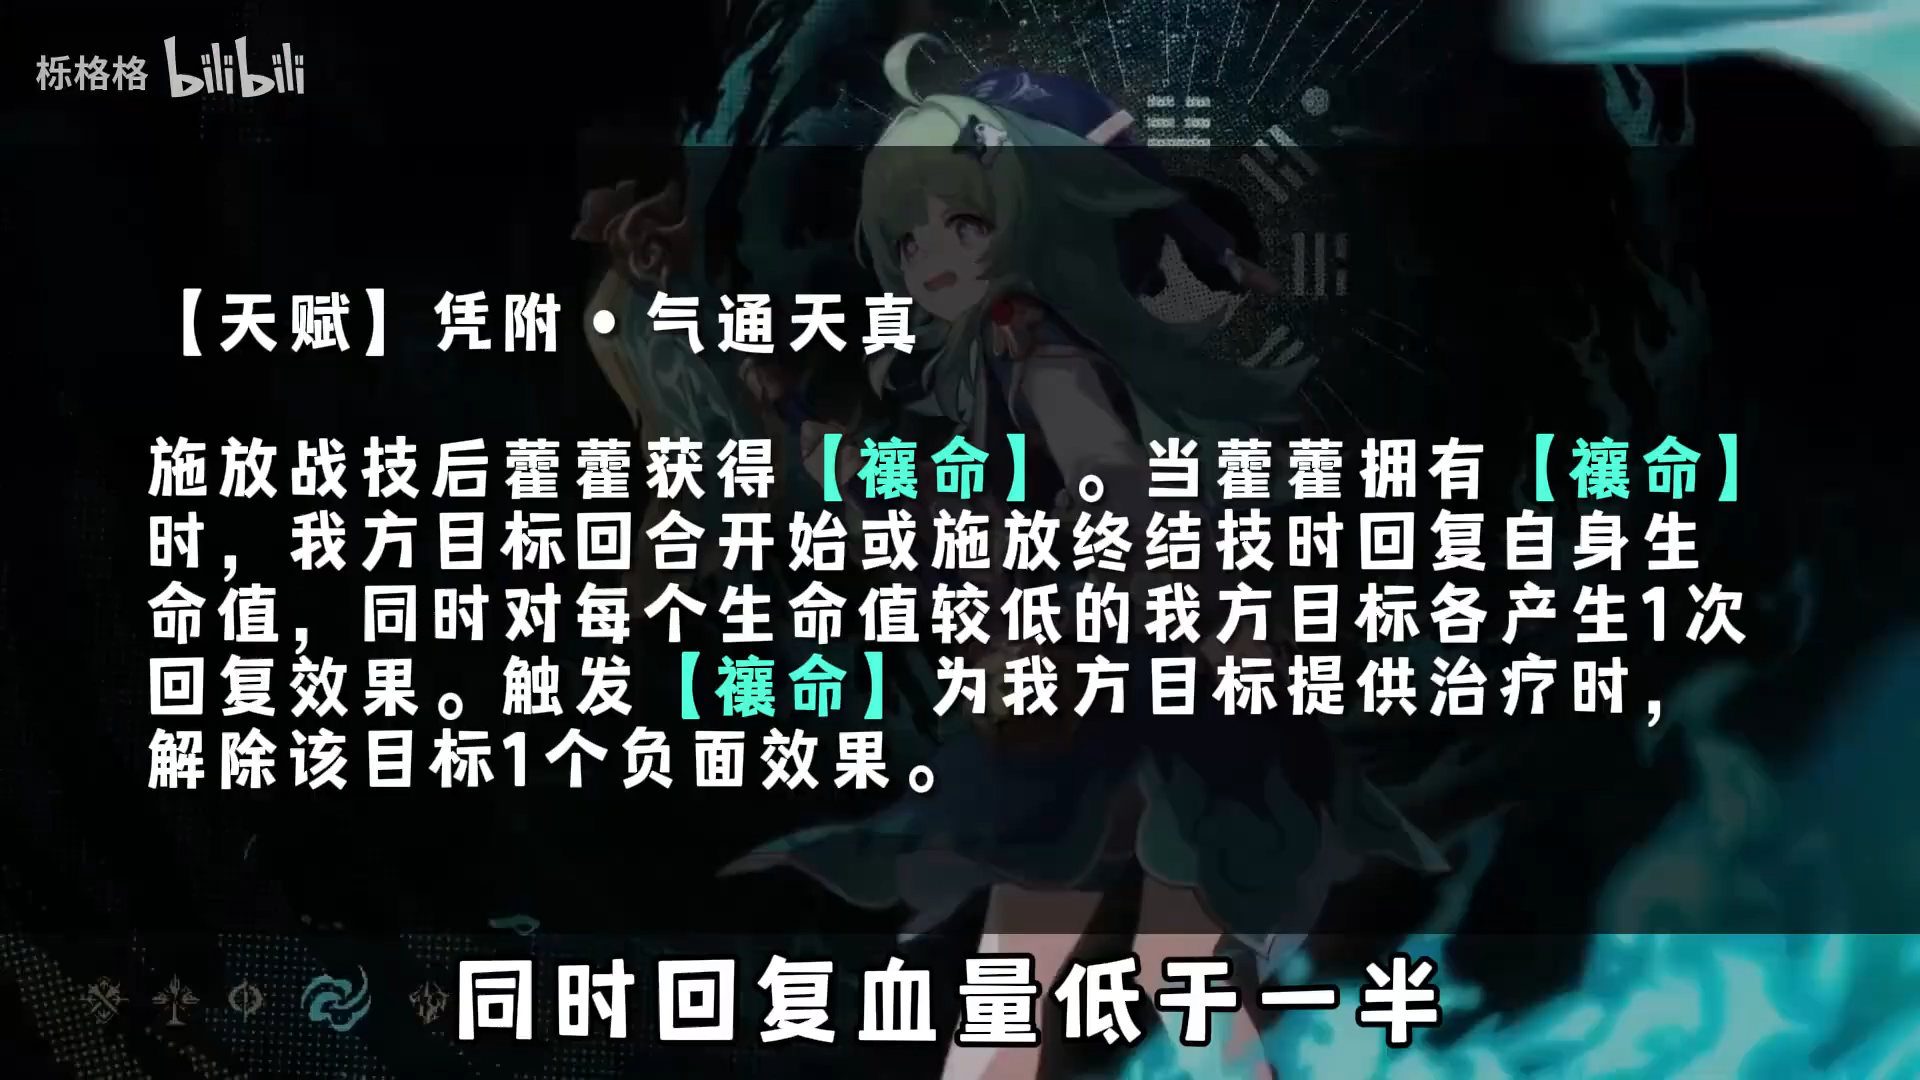 栎格格 bilibili
【天赋】凭附·气通天真
施放战技后藿藿获得【禳命】。当藿藿拥有【禳命】
时，我方目标回合开始或施放终结技时回复自身生
命值，同时对每个生命值较低的我方目标各产生1次
回复效果。触发【禳命】为我方目标提供治疗时，
解除该目标1个负面效果。
同时回复血量低于一半